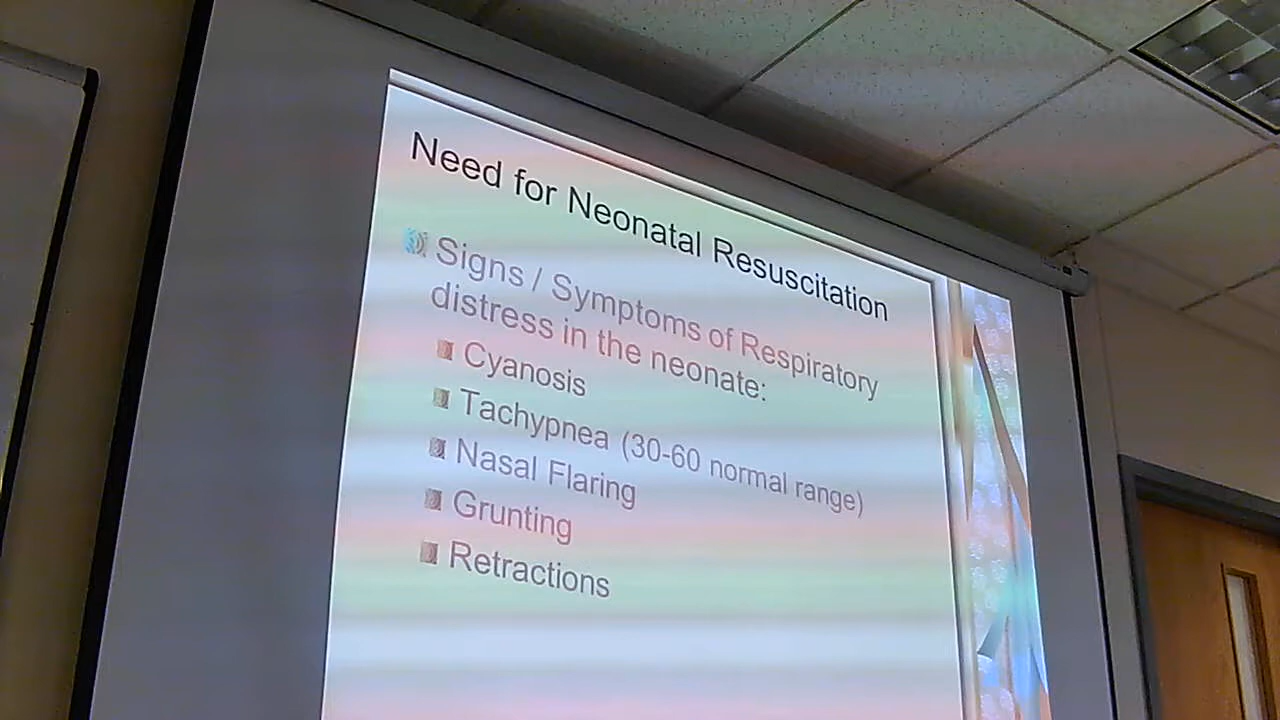 Need for Neonatal Resuscitation
Signs / Symptoms of Respiratory
distress in the neonate:
Cyanosis
Tachypnea (30-60 normal range)
Nasal Flaring
Grunting
Retractions